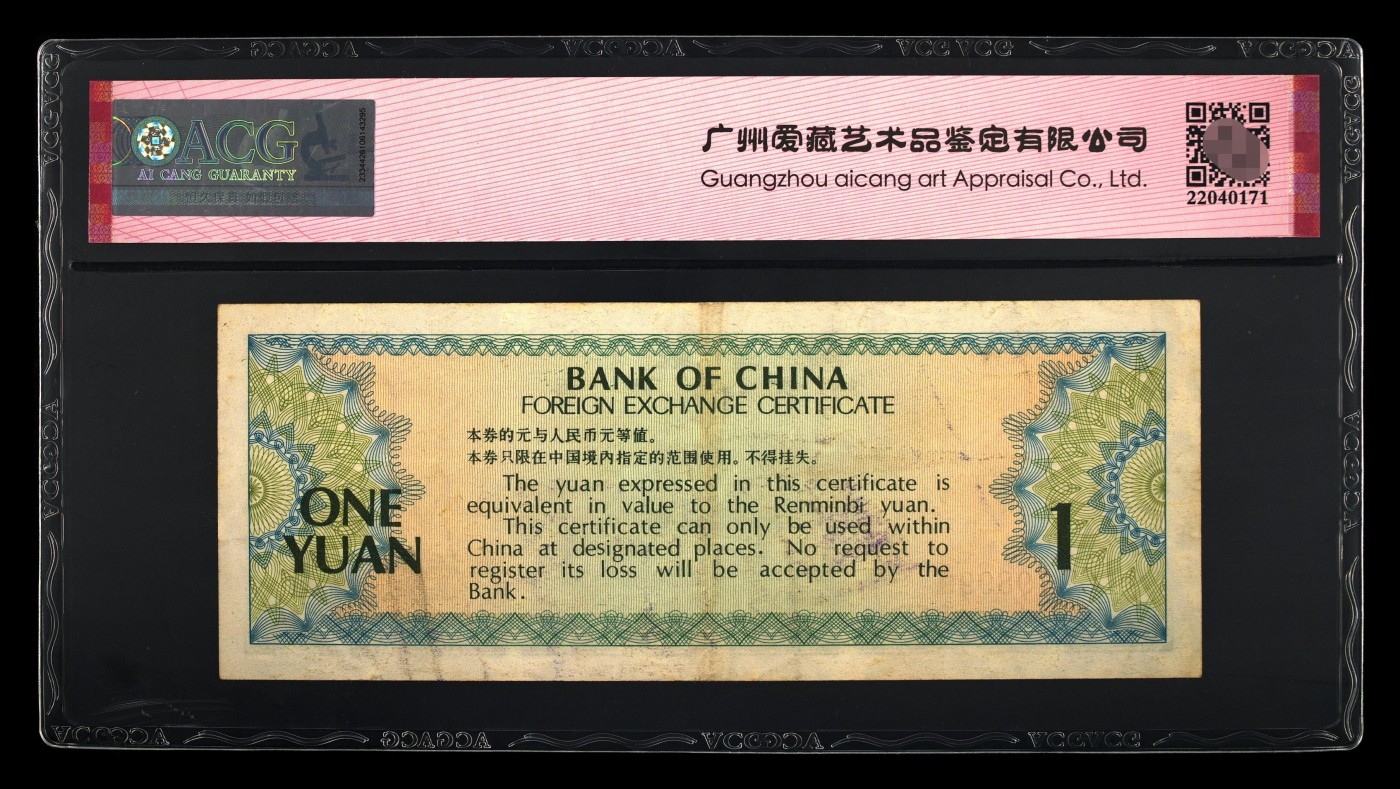 ACG
AI CANG GUARANTY
广州爱藏艺术品鉴定有限公司
Guangzhou aicang art Appraisal Co., Ltd.
22040171
BANK OF CHINA
FOREIGN EXCHANGE CERTIFICATE
本券的元与人民币元等值。
本券只限在中国境内指定的范围使用。不得挂失。
The yuan expressed in this certificate is
equivalent in value to the Renminbi yuan.
This certificate can only be used within
China at designated places. No request to
register its loss will be accepted by the
Bank.
ONE
YUAN
1